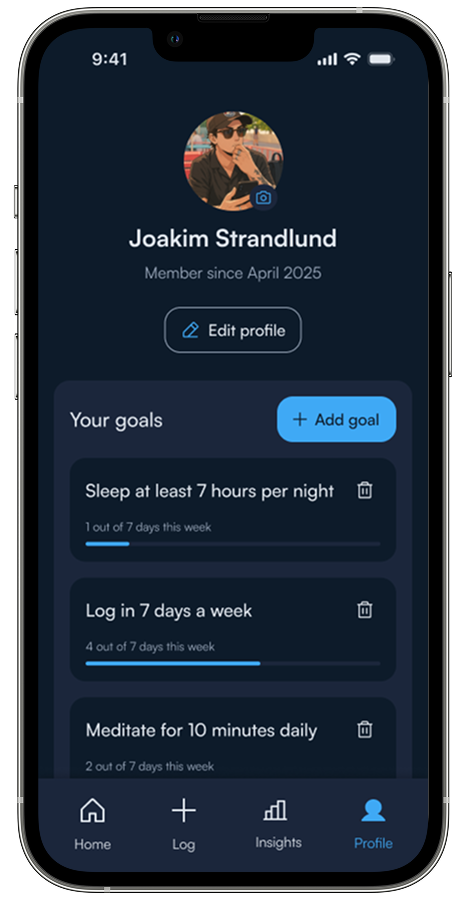 9:41
Joakim Strandlund
Member since April 2025
Edit profile
Your goals
+ Add goal
Sleep at least 7 hours per night
1 out of 7 days this week
Log in 7 days a week
4 out of 7 days this week
Meditate for 10 minutes daily
2 out of 7 days this week
Home
Log
Insights
Profile